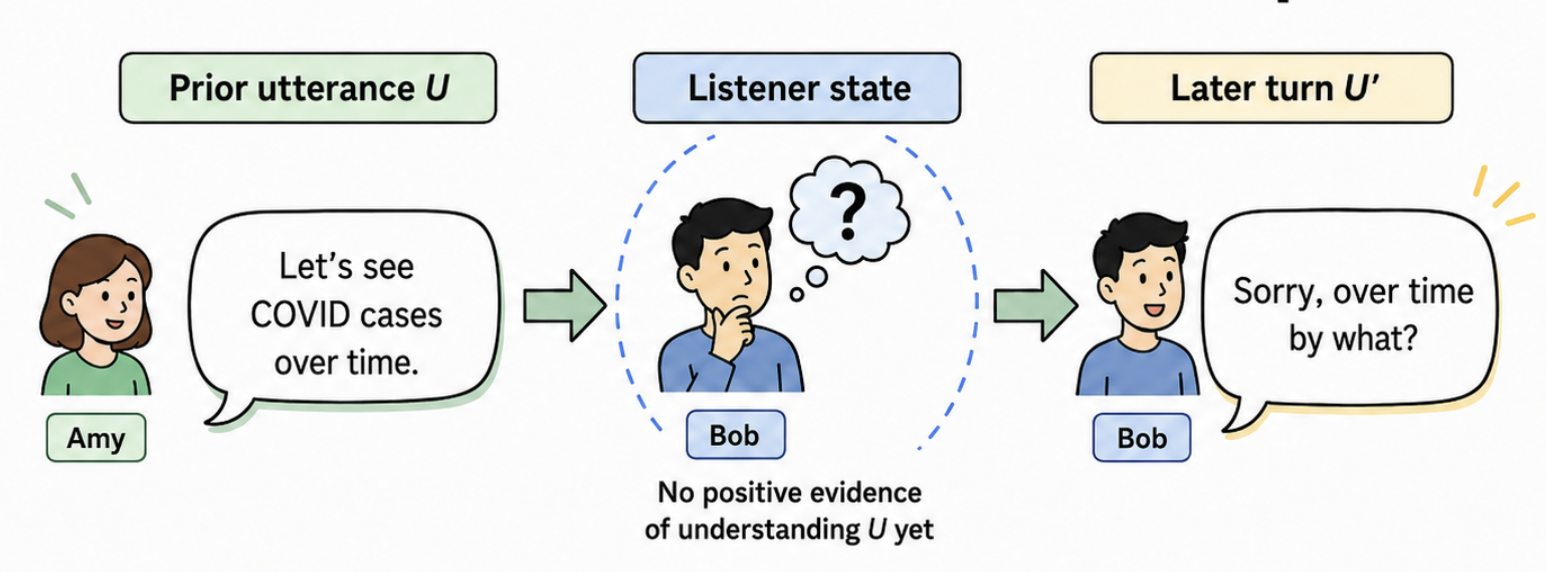 Prior utterance U
Listener state
Later turn U′
Let's see
COVID cases
over time.
?
Sorry, over time
by what?
Amy
Bob
Bob
No positive evidence
of understanding U yet